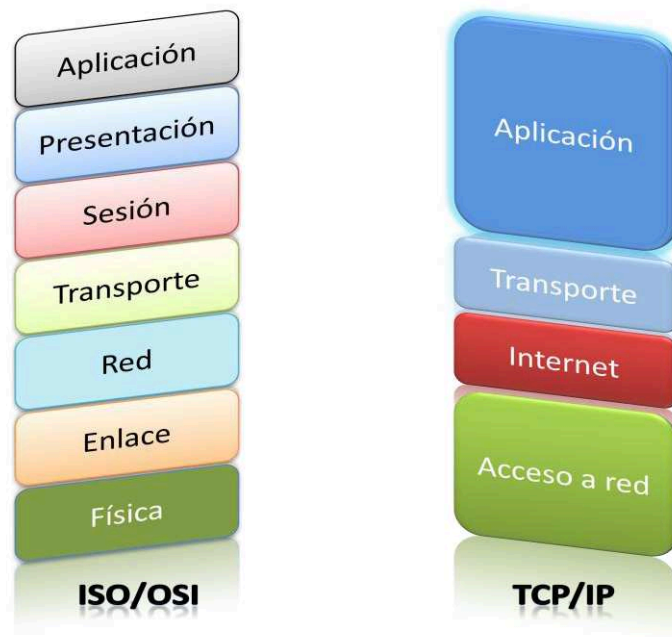 Aplicación
Presentación
Sesión
Transporte
Red
Enlace
Física
ISO/OSI
Aplicación
Transporte
Internet
Acceso a red
TCP/IP